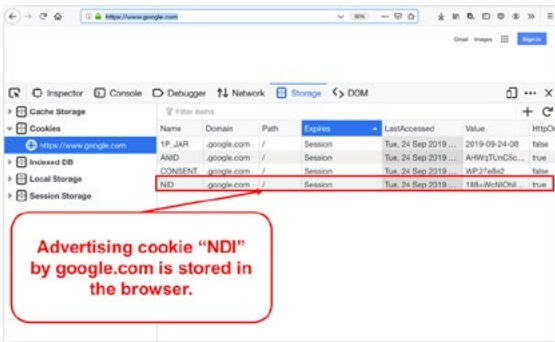 https://www.google.com
90%
Gmail Images Sign in
Inspector Console Debugger Network Storage DOM
Cache Storage
Cookies
https://www.google.com
Indexed DB
Local Storage
Session Storage
Filter items
Name Domain Path Expires LastAccessed Value HttpOn
1P_JAR .google.com / Session Tue, 24 Sep 2019 ... 2019-09-24-08 false
ANID .google.com / Session Tue, 24 Sep 2019 ... true
CONSENT .google.com / Session Tue, 24 Sep 2019 ... false
NID .google.com / Session Tue, 24 Sep 2019 ... true
Advertising cookie “NDI”
by google.com is stored in
the browser.